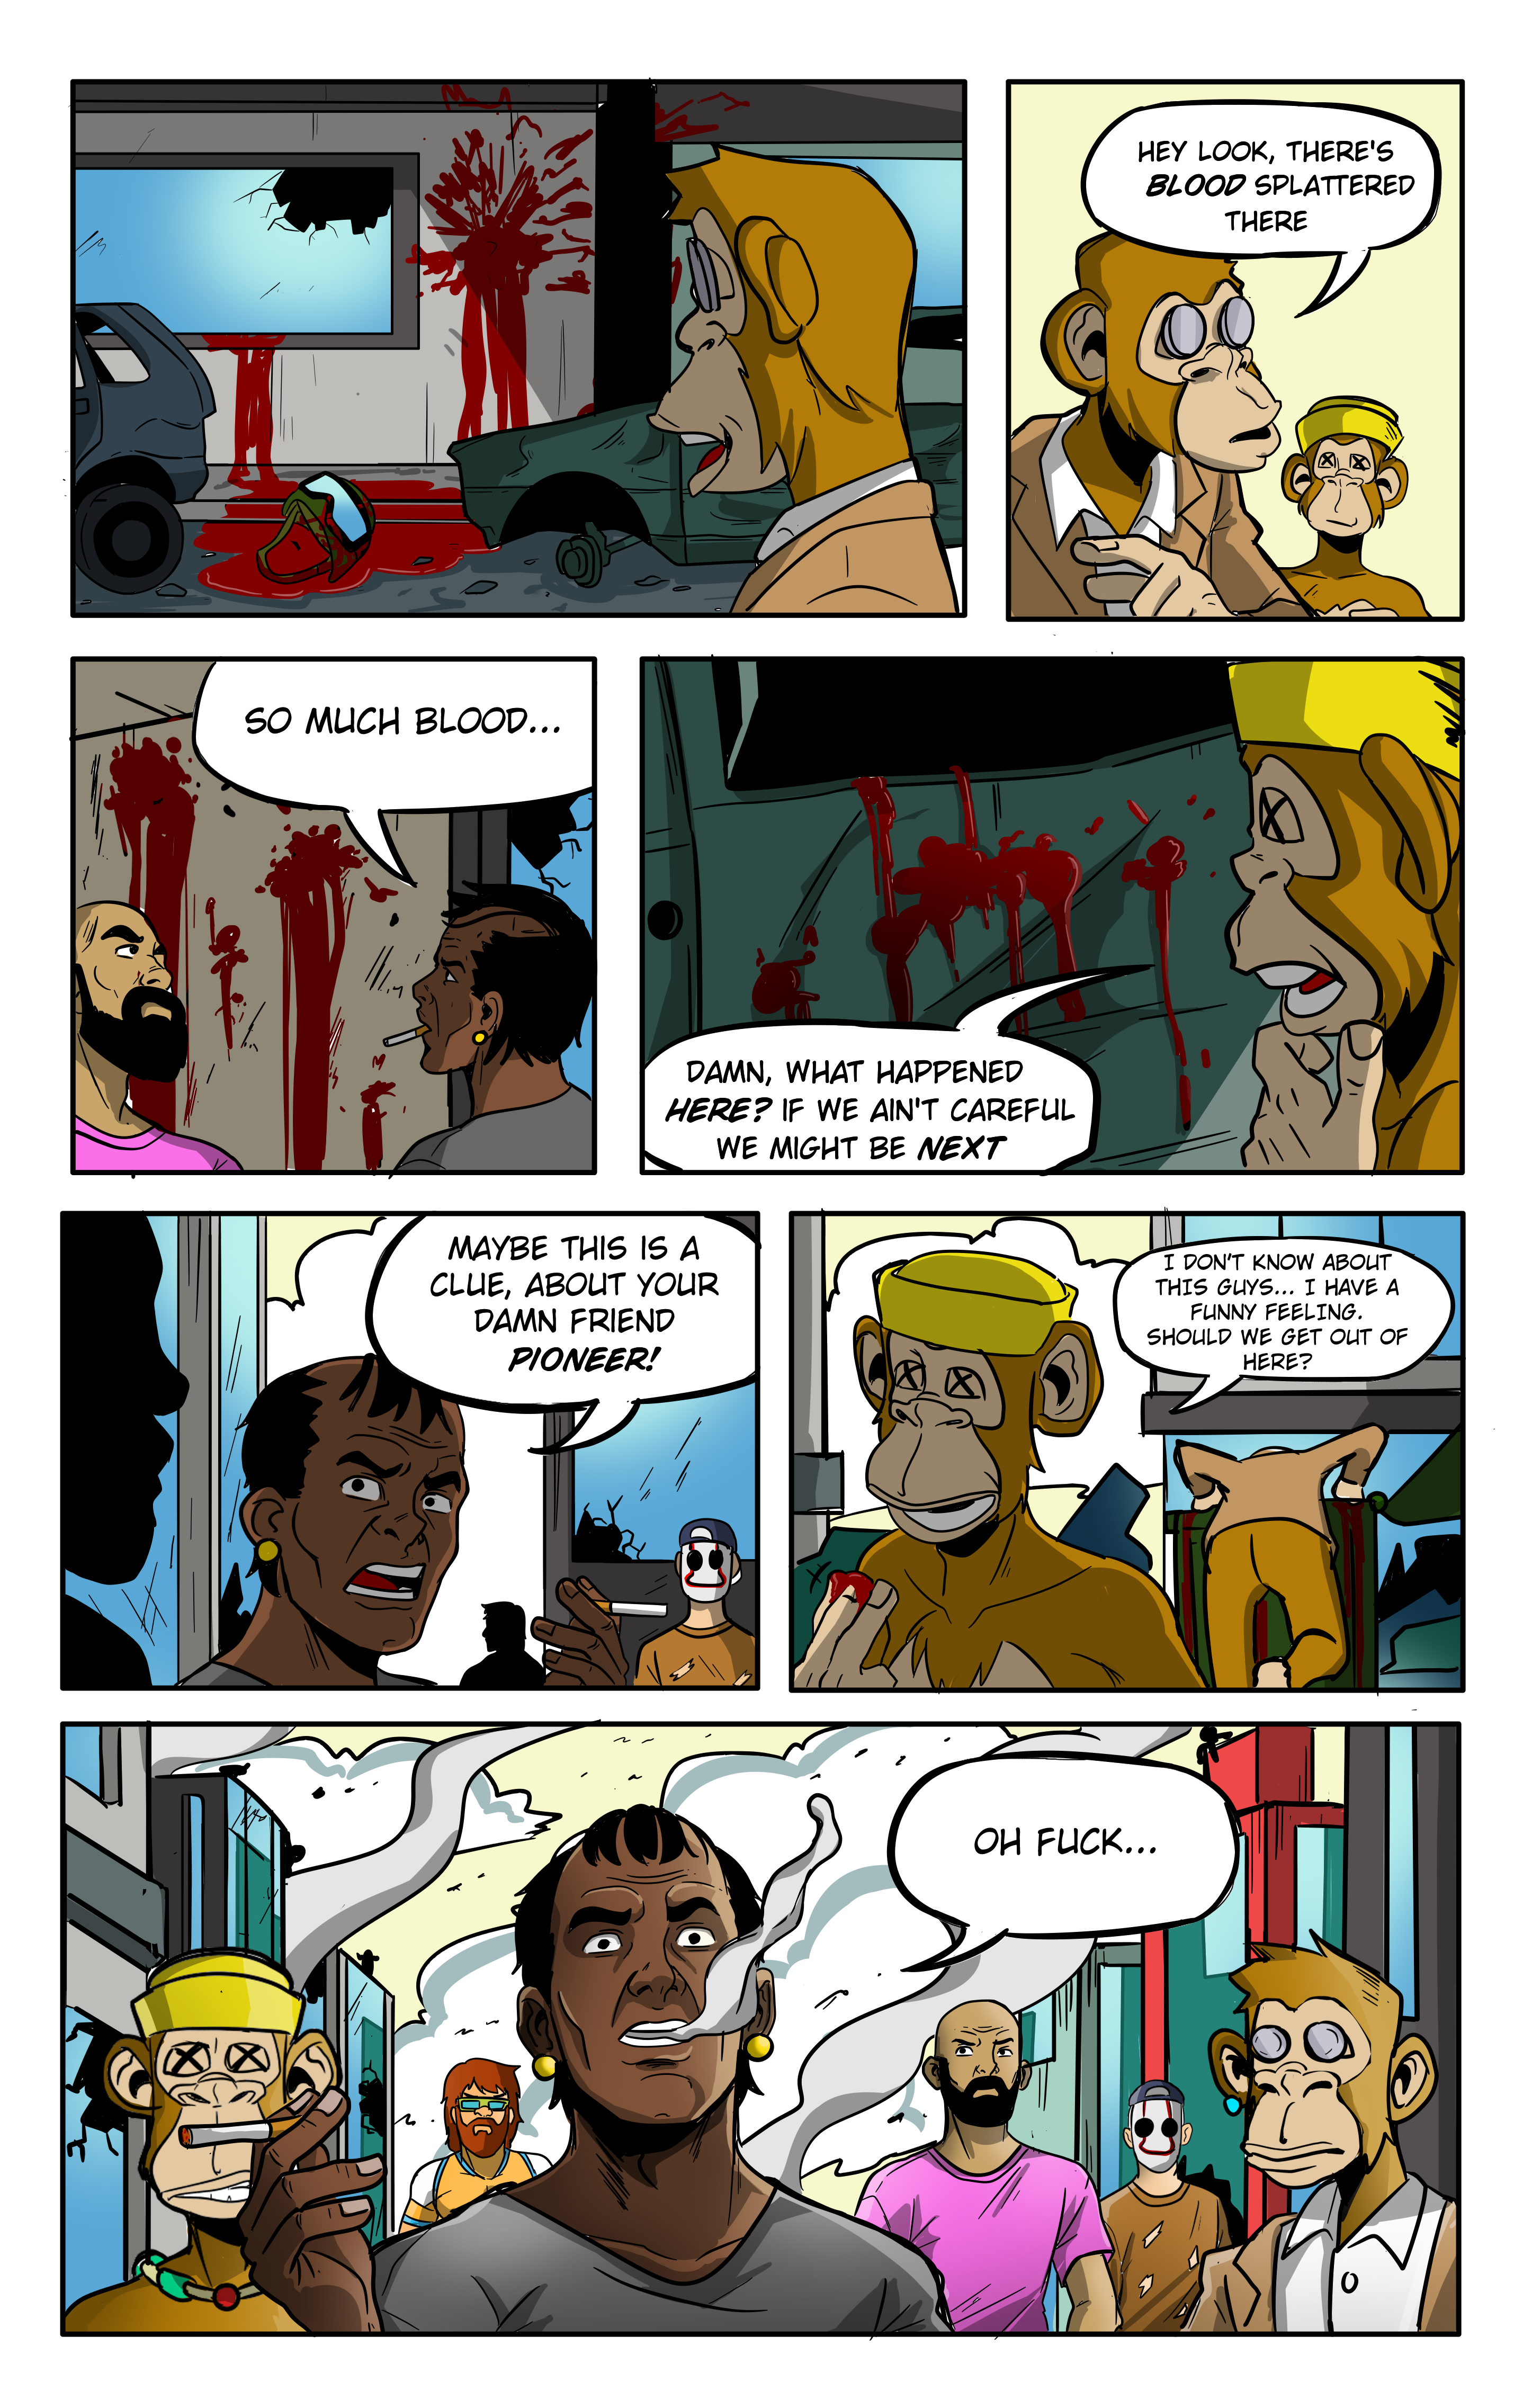 HEY LOOK, THERE'S
BLOOD SPLATTERED
THERE
SO MUCH BLOOD...
DAMN, WHAT HAPPENED
HERE? IF WE AIN'T CAREFUL
WE MIGHT BE NEXT
MAYBE THIS IS A
CLUE, ABOUT YOUR
DAMN FRIEND
PIONEER!
I DON'T KNOW ABOUT
THIS GUYS... I HAVE A
FUNNY FEELING.
SHOULD WE GET OUT OF
HERE?
OH FUCK...